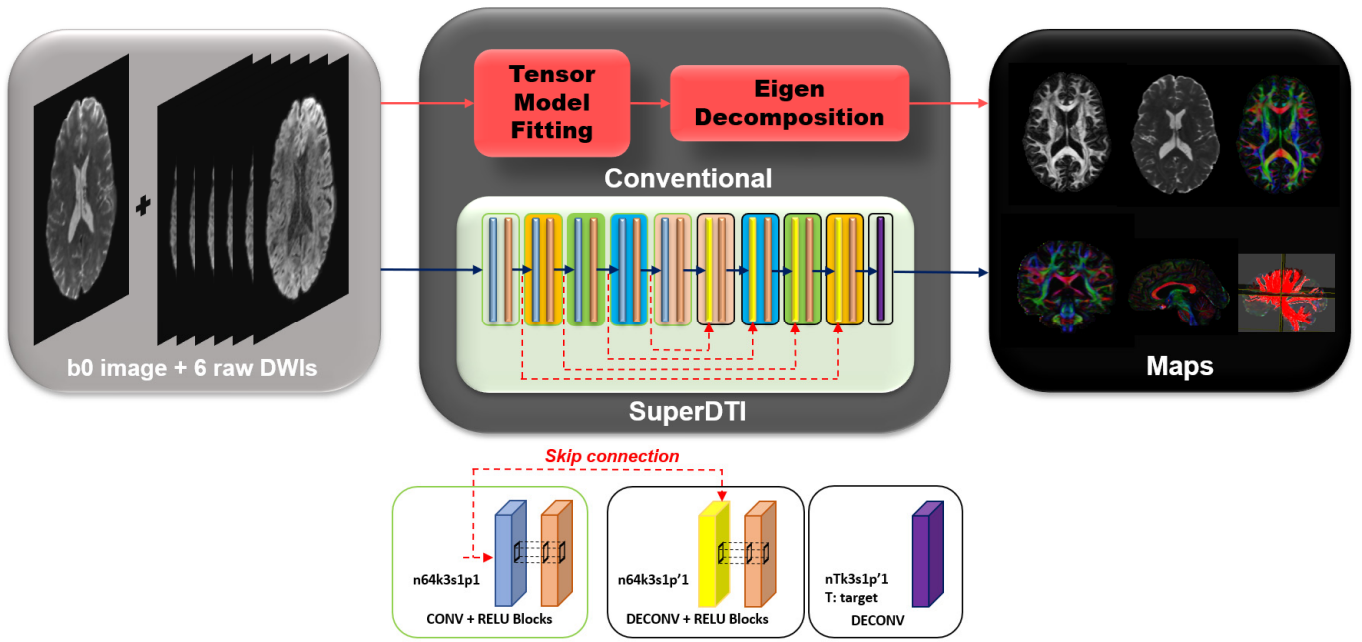 Tensor
Model
Fitting
Eigen
Decomposition
Conventional
b0 image + 6 raw DWIs
SuperDTI
Maps
Skip connection
n64k3s1p1
CONV + RELU Blocks
n64k3s1p’1
DECONV + RELU Blocks
nTk3s1p’1
T: target
DECONV